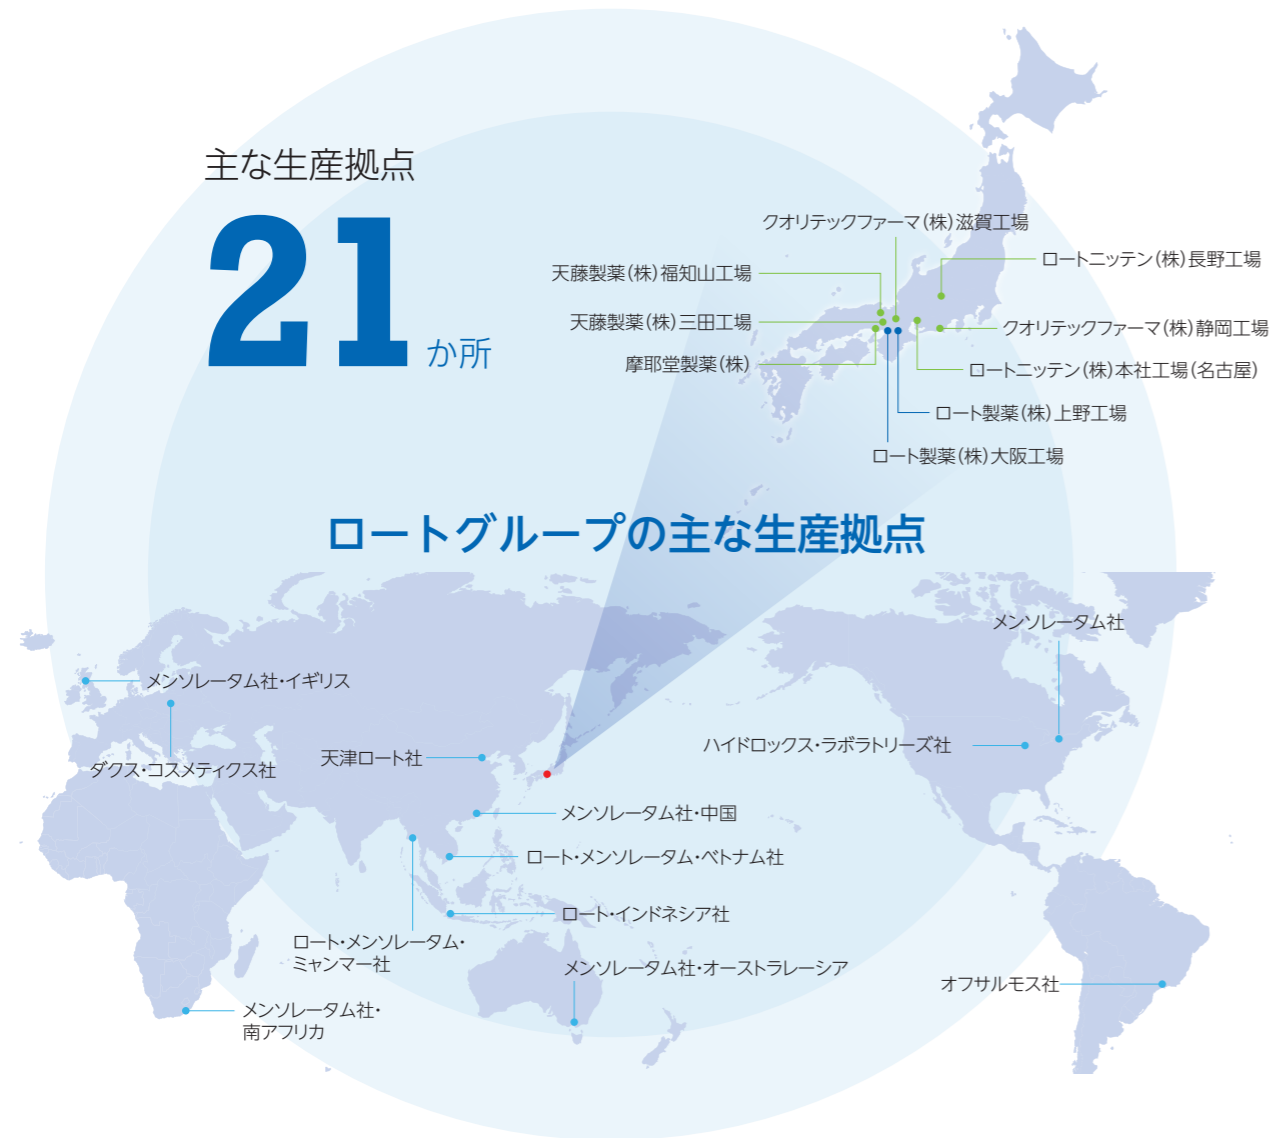 主な生産拠点
21か所
クオリテックファーマ(株)滋賀工場
ロートニッテン(株)長野工場
天藤製薬(株)福知山工場
天藤製薬(株)三田工場
クオリテックファーマ(株)静岡工場
摩耶堂製薬(株)
ロートニッテン(株)本社工場(名古屋)
ロート製薬(株)上野工場
ロート製薬(株)大阪工場
ロートグループの主な生産拠点
メンソレータム社
メンソレータム社・イギリス
ハイドロックス・ラボラトリーズ社
天津ロート社
ダクス・コスメティクス社
メンソレータム社・中国
ロート・メンソレータム・ベトナム社
ロート・インドネシア社
ロート・メンソレータム・
ミャンマー社
メンソレータム社・オーストラレーシア
オフサルモス社
メンソレータム社・
南アフリカ